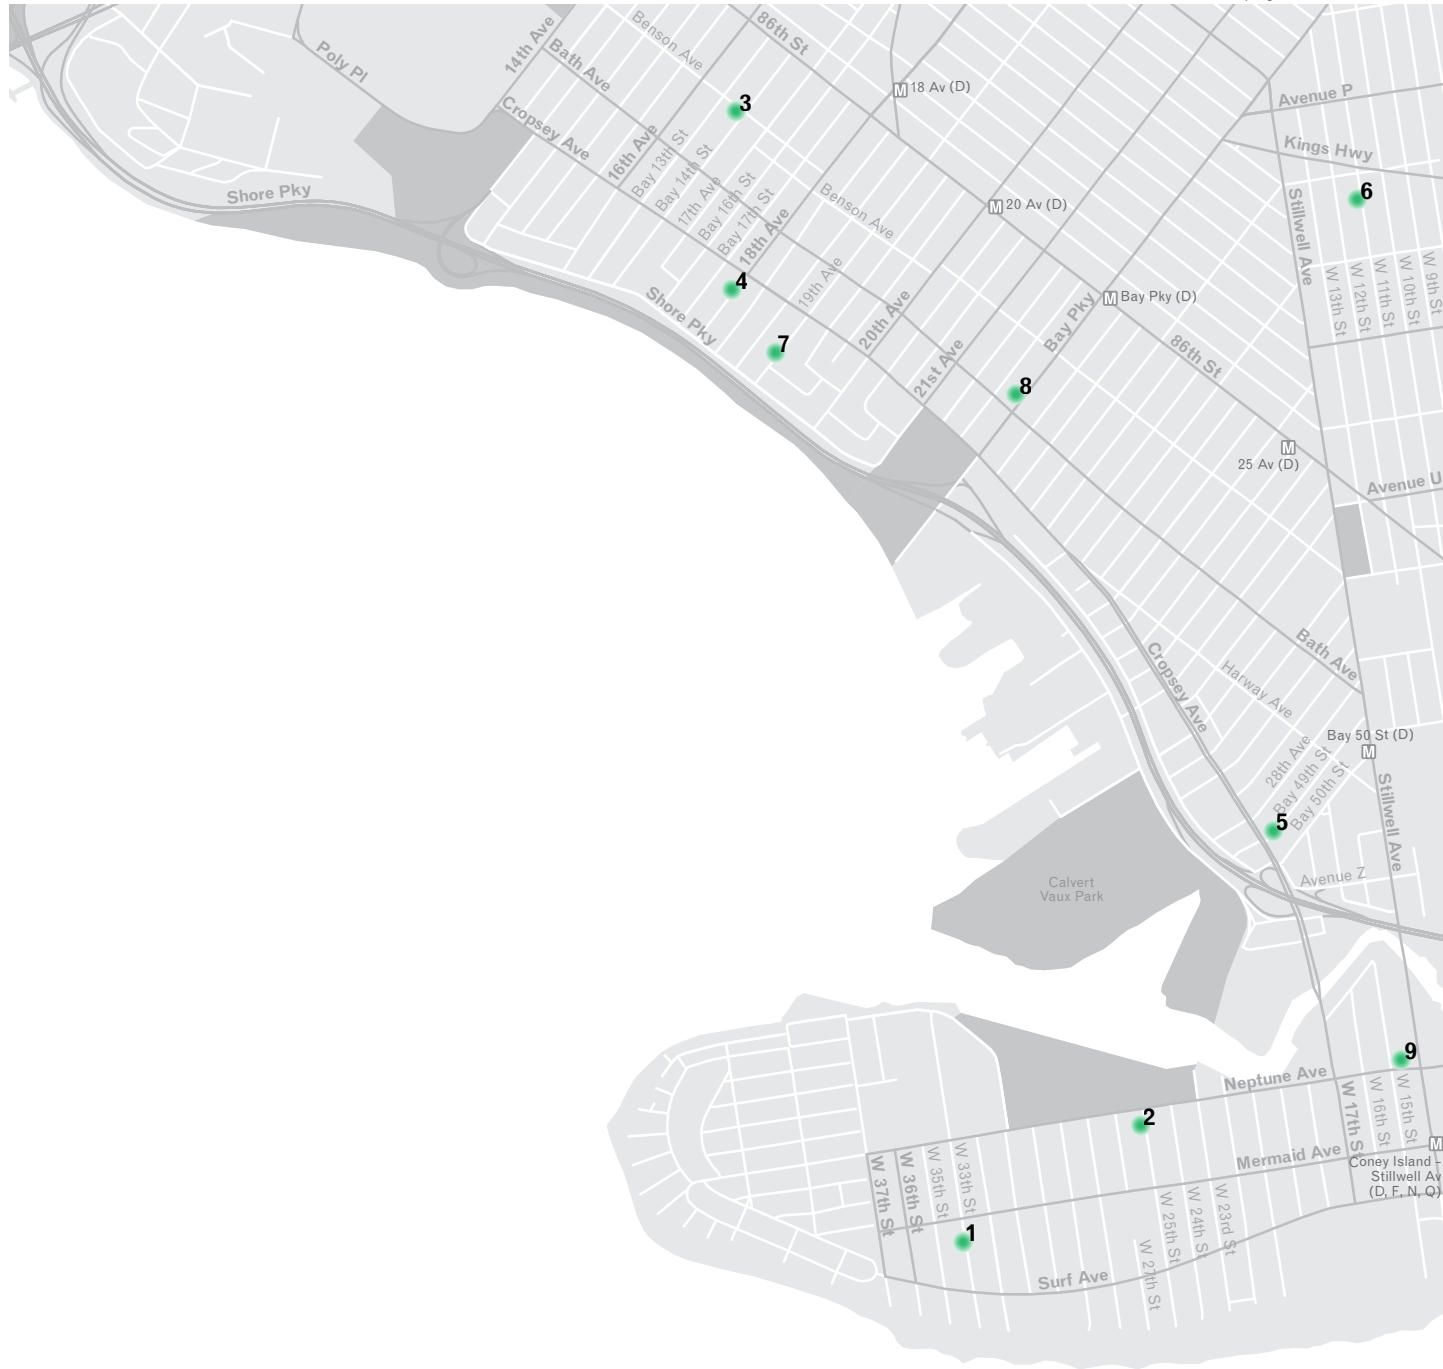 86th St
Benson Ave
14th Ave
Bath Ave
Poly Pl
M 18 Av (D)
Avenue P
3
Cropsey Ave
16th Ave
Bay 13th St
Bay 14th St
17th Ave
Bay 16th St
Bay 17th St
18th Ave
Kings Hwy
Shore Pky
6
Benson Ave
M 20 Av (D)
Stillwell Ave
W 13th St
W 12th St
W 11th St
W 10th St
W 9th St
4
19th Ave
Shore Pky
20th Ave
M Bay Pky (D)
Bay Pky
7
86th St
21st Ave
8
M
25 Av (D)
Avenue U
Bath Ave
Cropsey Ave
Harway Ave
Bay 50 St (D)
M
28th Ave
Bay 49th St
Bay 50th St
Stillwell Ave
5
Avenue Z
Calvert
Vaux Park
9
Neptune Ave
W 17th St
W 16th St
W 15th St
2
Mermaid Ave
M
Coney Island -
Stillwell Av
(D, F, N, Q)
W 37th St
W 36th St
W 35th St
W 33th St
1
W 25th St
W 24th St
W 23rd St
W 27th St
Surf Ave